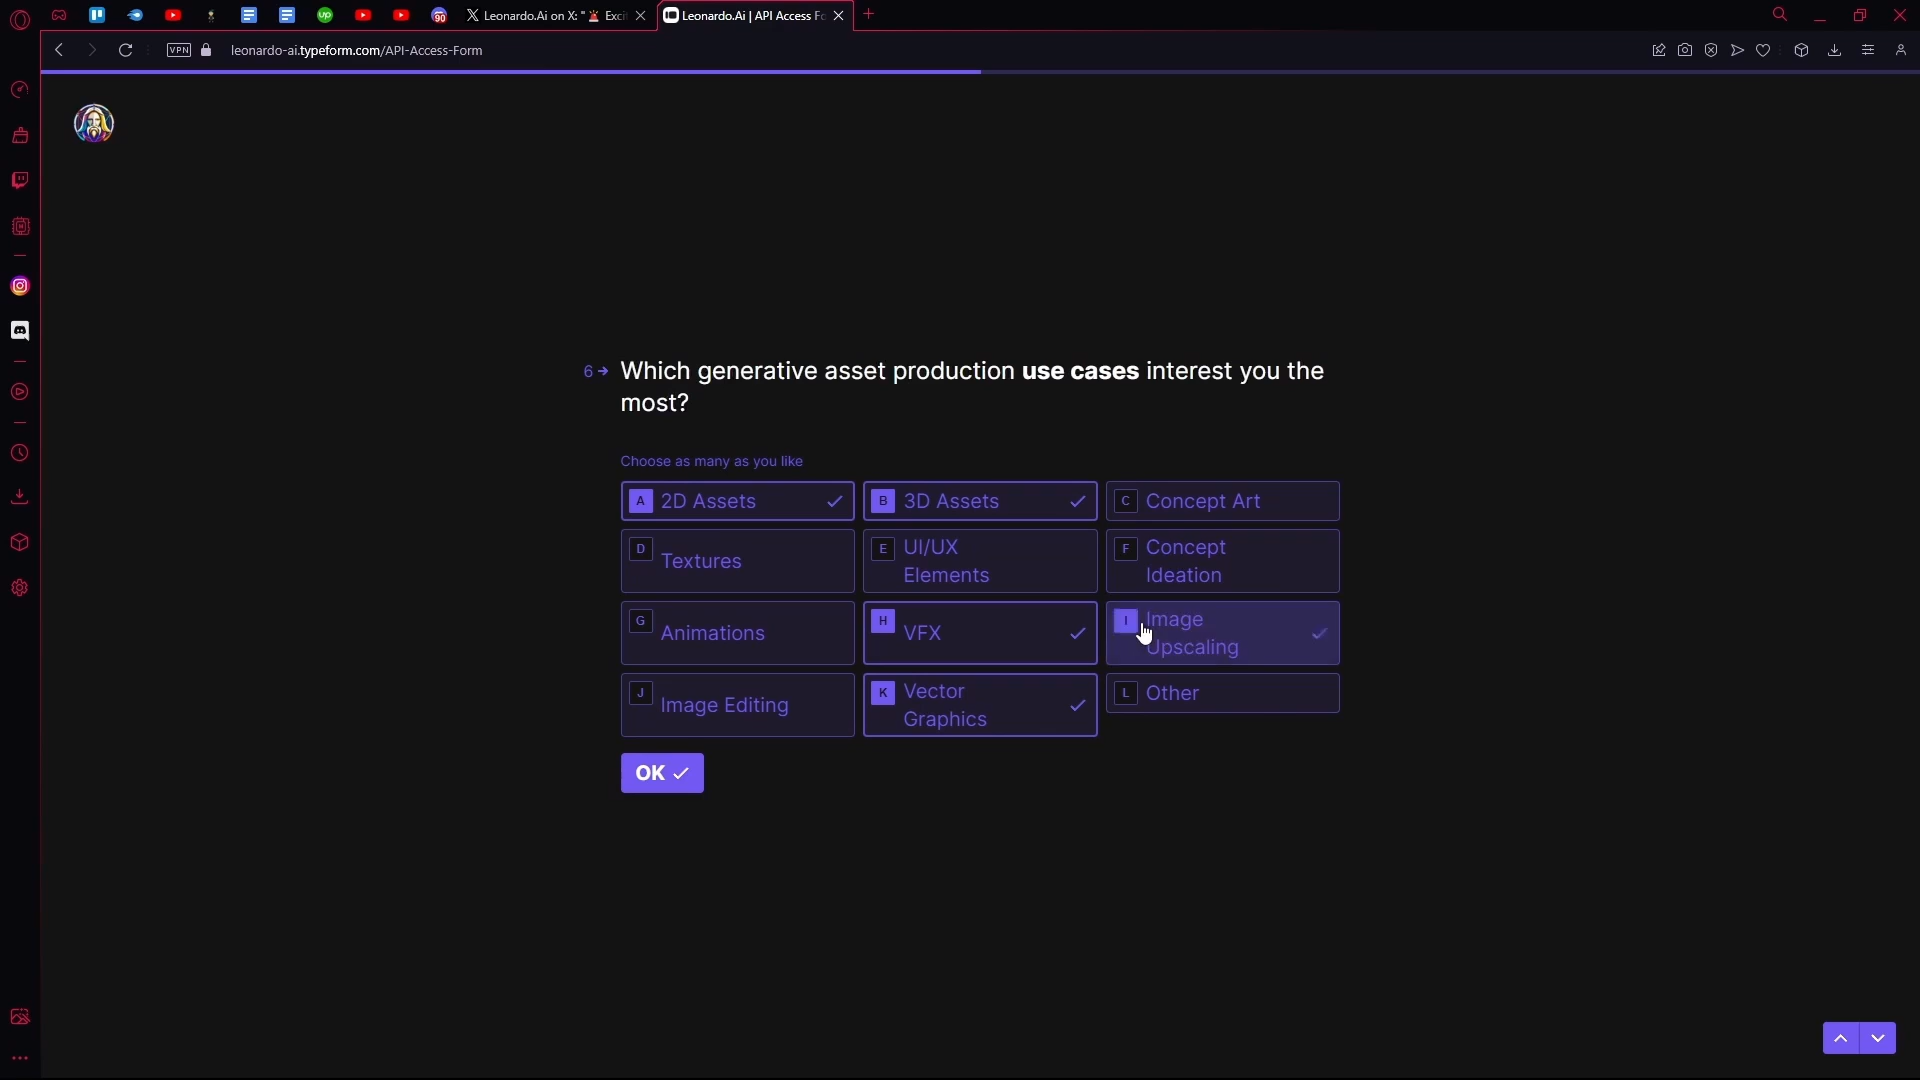 Leonardo.Ai on X: "🚨 Exci
Leonardo.Ai | API Access Fo
VPN
leonardo-ai.typeform.com/API-Access-Form
6 → Which generative asset production use cases interest you the
most?
Choose as many as you like
A 2D Assets
B 3D Assets
C Concept Art
D Textures
E UI/UX
Elements
F Concept
Ideation
G Animations
H VFX
I Image
Upscaling
J Image Editing
K Vector
Graphics
L Other
OK